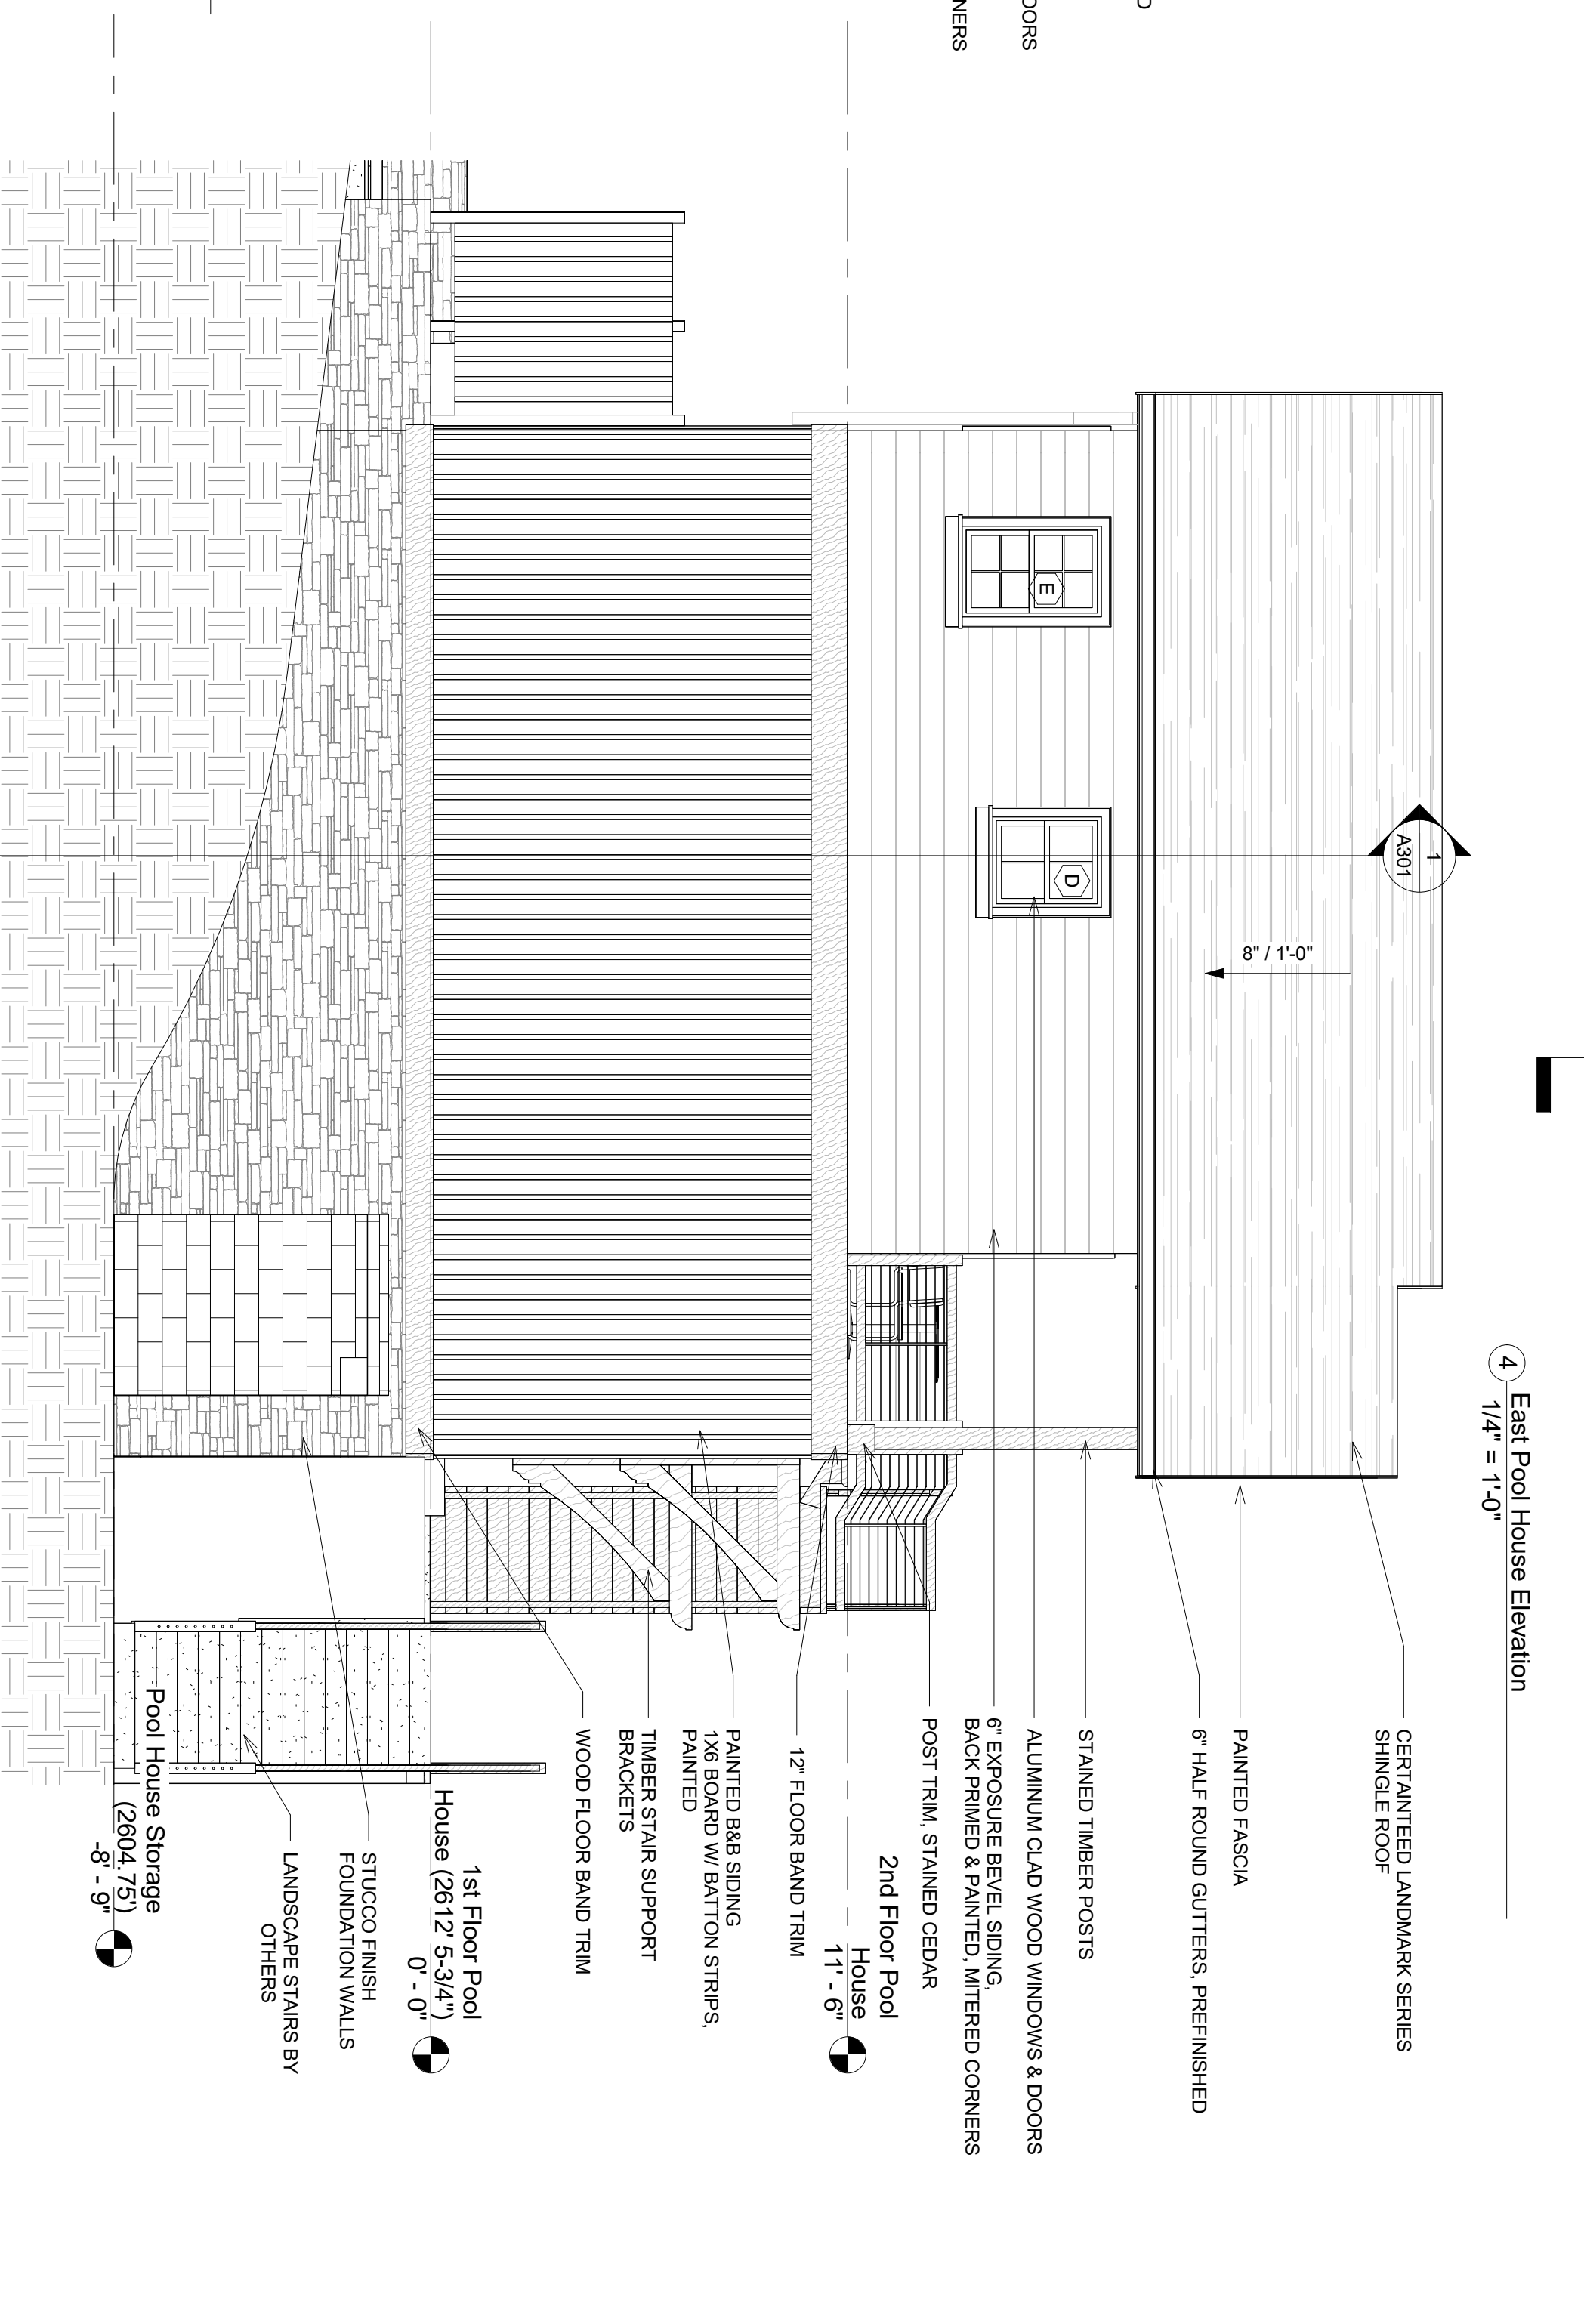 4
East Pool House Elevation
1/4" = 1'-0"
CERTAINTEED LANDMARK SERIES
SHINGLE ROOF
PAINTED FASCIA
6" HALF ROUND GUTTERS, PREFINISHED
STAINED TIMBER POSTS
ALUMINUM CLAD WOOD WINDOWS & DOORS
6" EXPOSURE BEVEL SIDING,
BACK PRIMED & PAINTED, MITERED CORNERS
POST TRIM, STAINED CEDAR
2nd Floor Pool
House
11' - 6"
12" FLOOR BAND TRIM
PAINTED B&B SIDING
1X6 BOARD W/ BATTON STRIPS,
PAINTED
TIMBER STAIR SUPPORT
BRACKETS
WOOD FLOOR BAND TRIM
1st Floor Pool
House (2612' 5-3/4")
0' - 0"
STUCCO FINISH
FOUNDATION WALLS
LANDSCAPE STAIRS BY
OTHERS
Pool House Storage
(2604.75')
-8' - 9"
1
A301
8" / 1'-0"
E
D
OORS
NERS